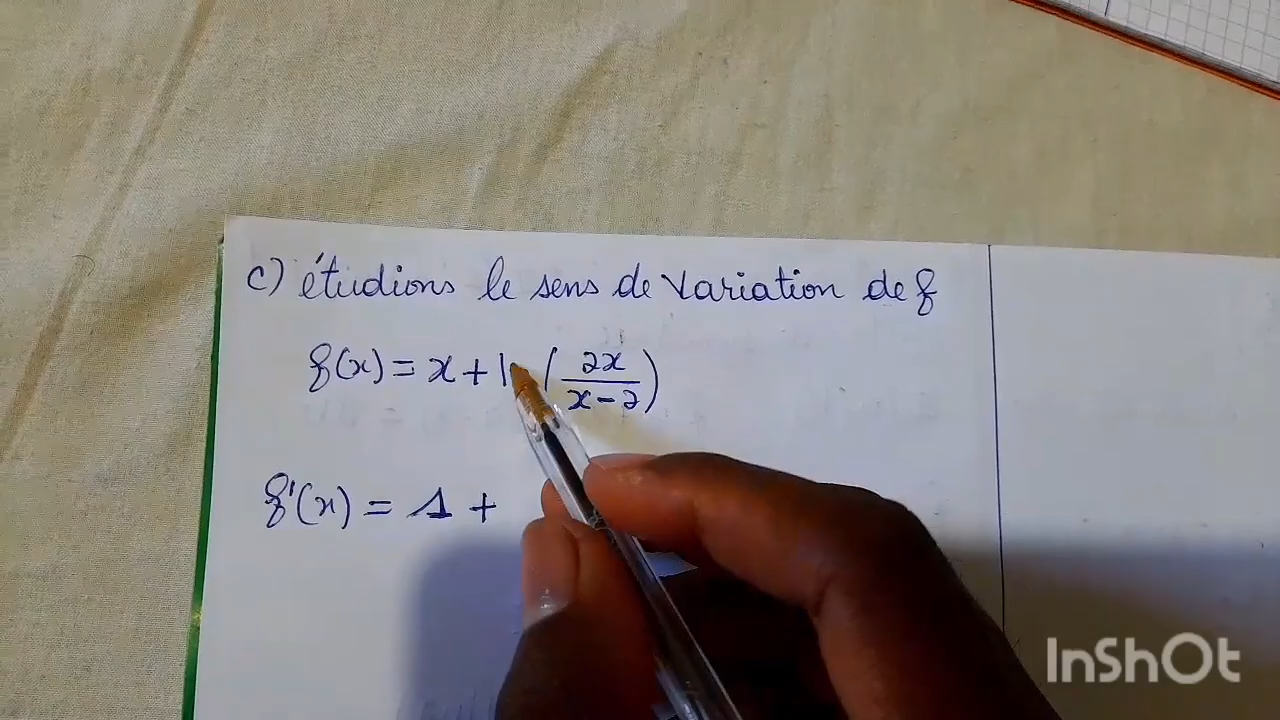 c) étudions le sens de variation de f
f(x) = x + l (2x / x - 2)
f'(x) = 1 +
InShOt